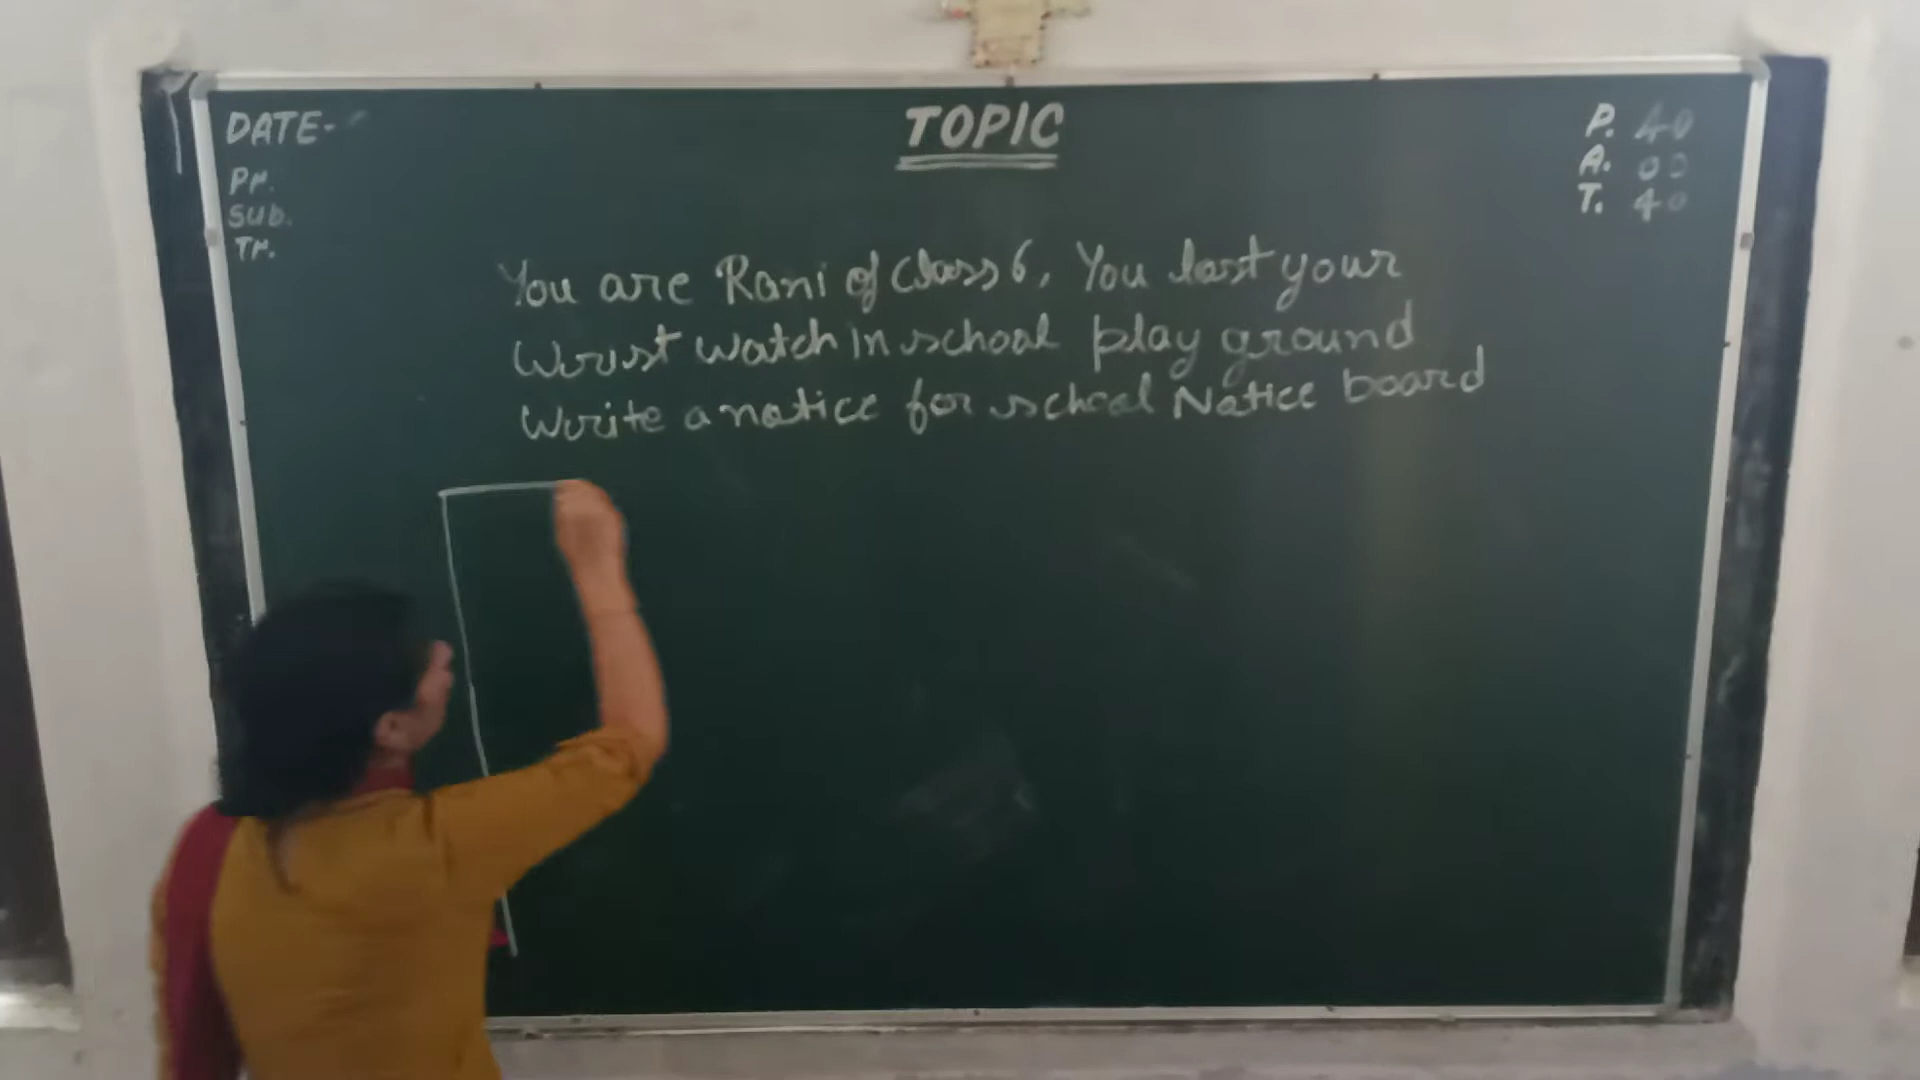 TOPIC
DATE-
Pr.
Sub.
Tr.
P. 40
A. 00
T. 40
You are Rani of class 6, You lost your
Wrist watch in school play ground
Write a notice for school Notice board